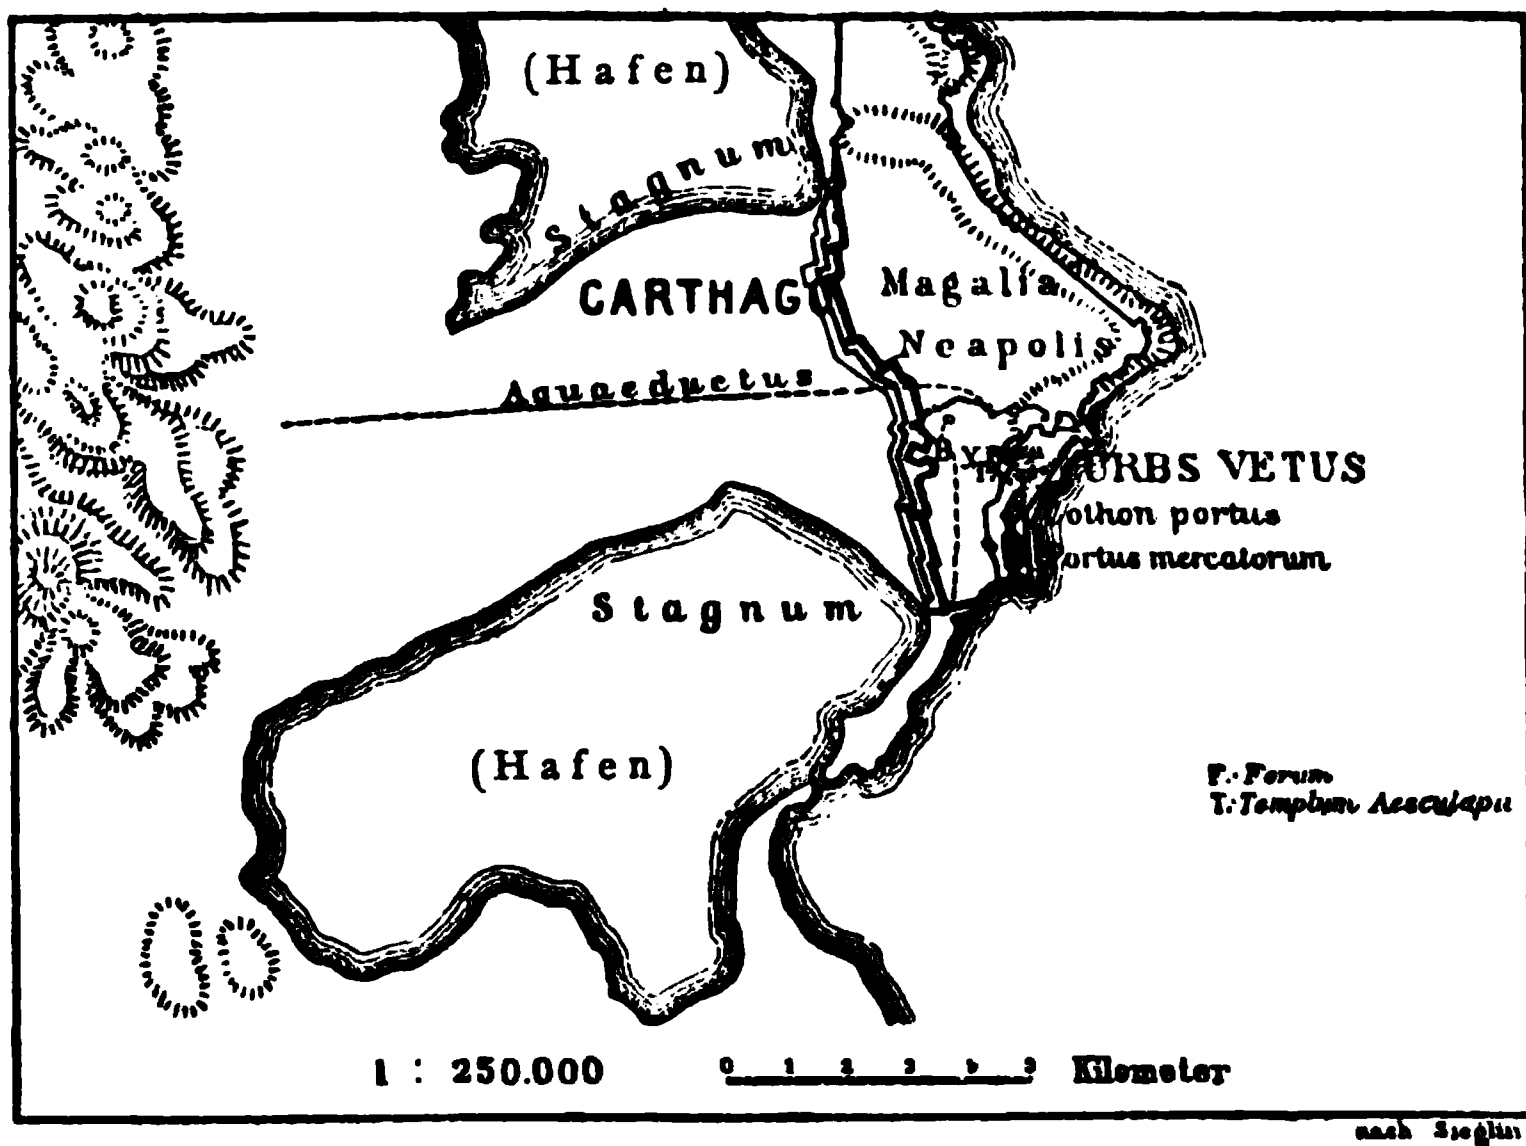 (Hafen)
Stagnum
CARTHAG
Magalia
Neapolis
Aquaeductus
URBS VETUS
othon portus
ortus mercatorum
Stagnum
(Hafen)
F.: Forum
T.: Templum Aesculapii
1 : 250.000
0 1 2 3 4 5 Kilometer
nach Sieglin